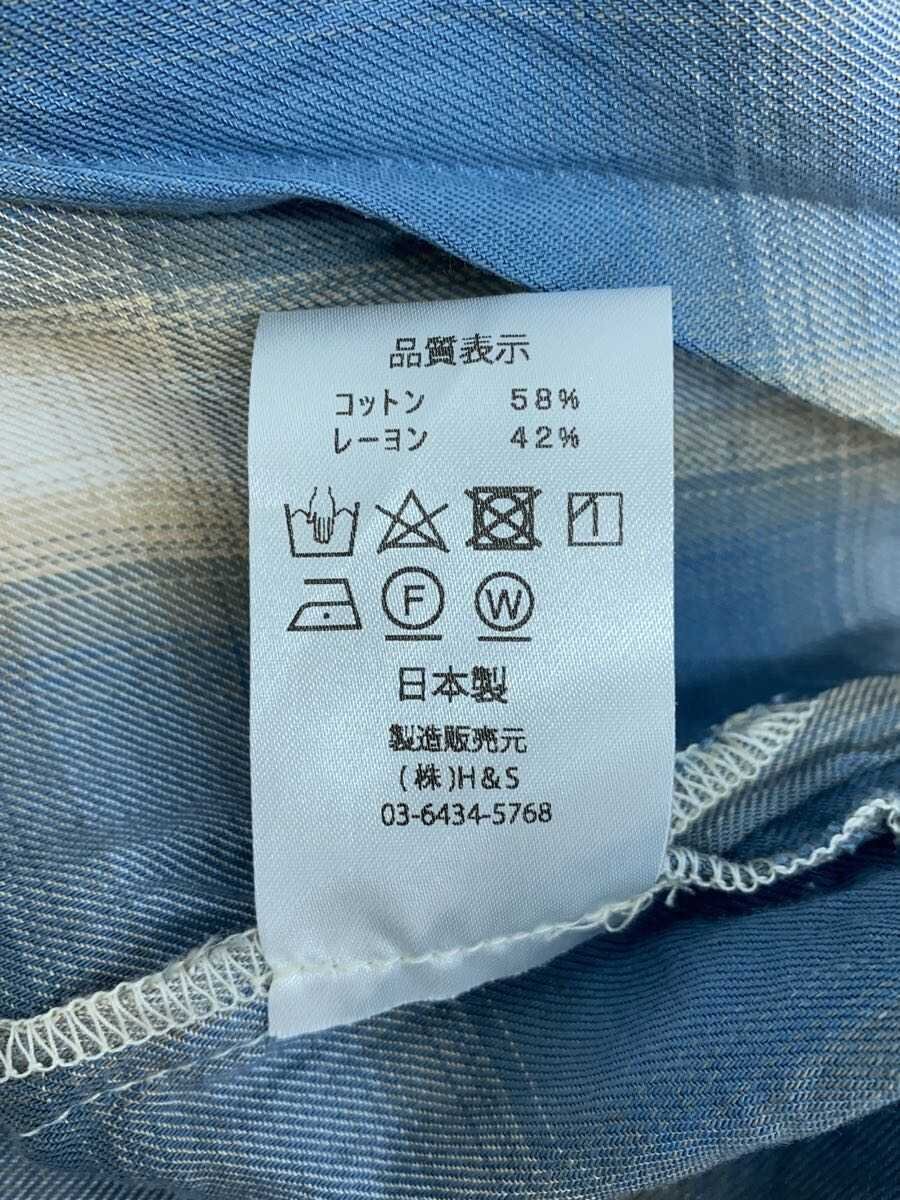 品質表示
コットン 58%
レーヨン 42%
F W
日本製
製造販売元
(株)H&S
03-6434-5768